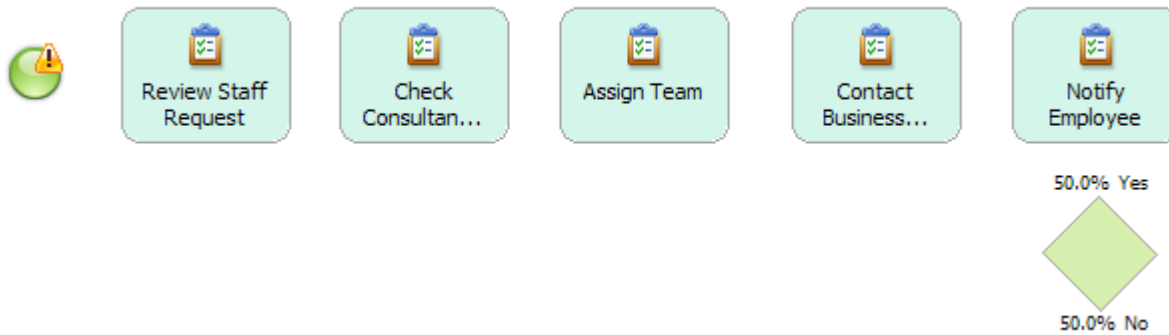 Review Staff
Request
Check
Consultan...
Assign Team
Contact
Business...
Notify
Employee
50.0% Yes
50.0% No